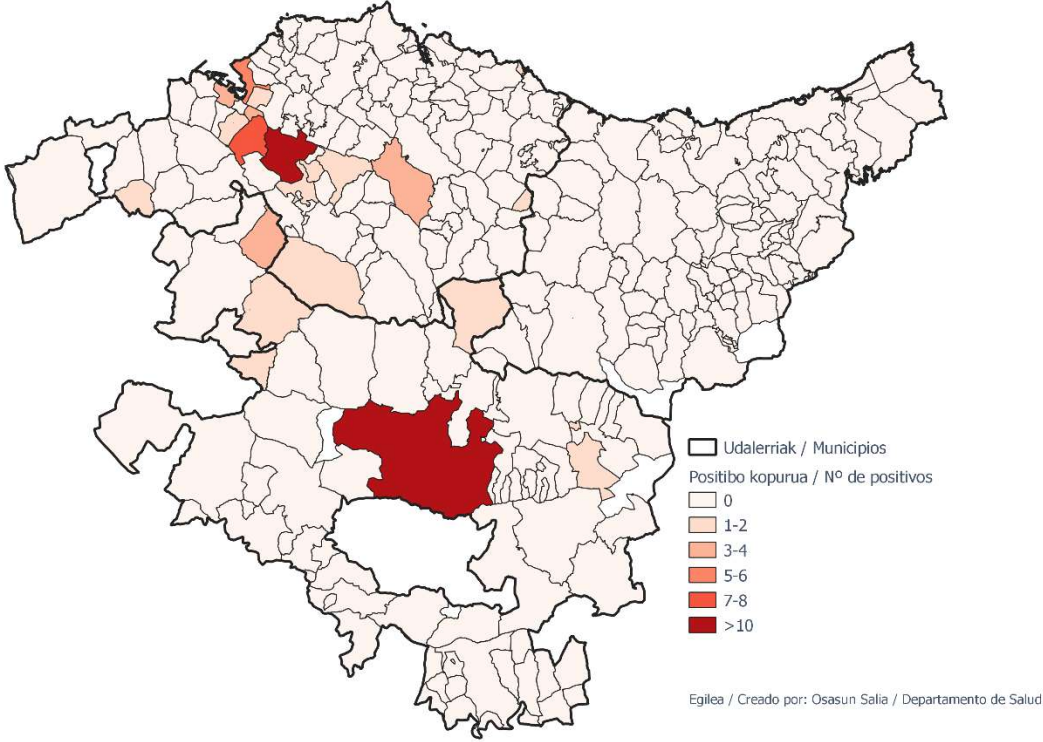 Udalerriak / Municipios
Positibo kopurua / Nº de positivos
0
1-2
3-4
5-6
7-8
>10
Egilea / Creado por: Osasun Salia / Departamento de Salud